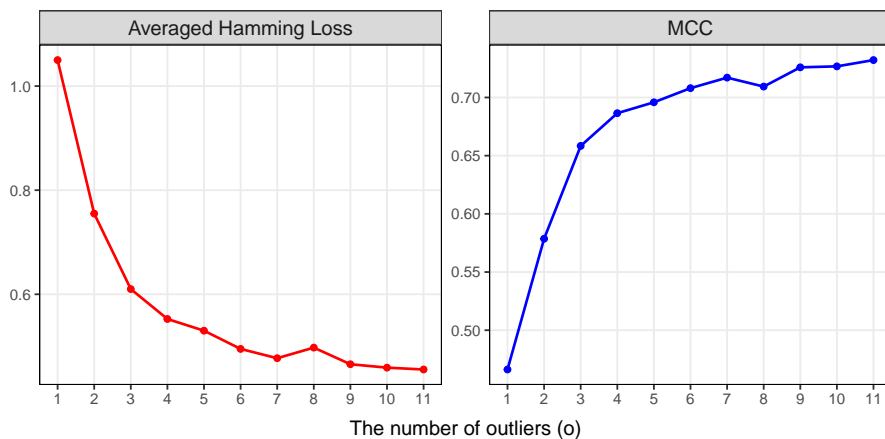 Averaged Hamming Loss
MCC
1.0
0.8
0.6
0.70
0.65
0.60
0.55
0.50
1 2 3 4 5 6 7 8 9 10 11
1 2 3 4 5 6 7 8 9 10 11
The number of outliers (o)